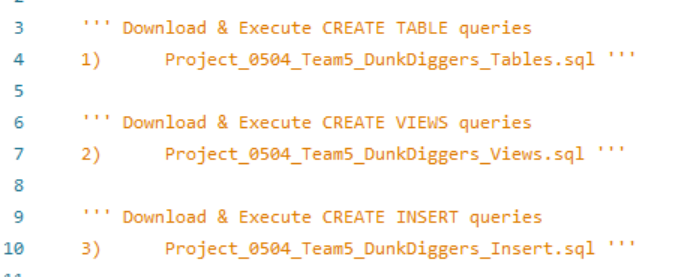 3 ''' Download & Execute CREATE TABLE queries
4 1) Project_0504_Team5_DunkDiggers_Tables.sql '''
5
6 ''' Download & Execute CREATE VIEWS queries
7 2) Project_0504_Team5_DunkDiggers_Views.sql '''
8
9 ''' Download & Execute CREATE INSERT queries
10 3) Project_0504_Team5_DunkDiggers_Insert.sql '''